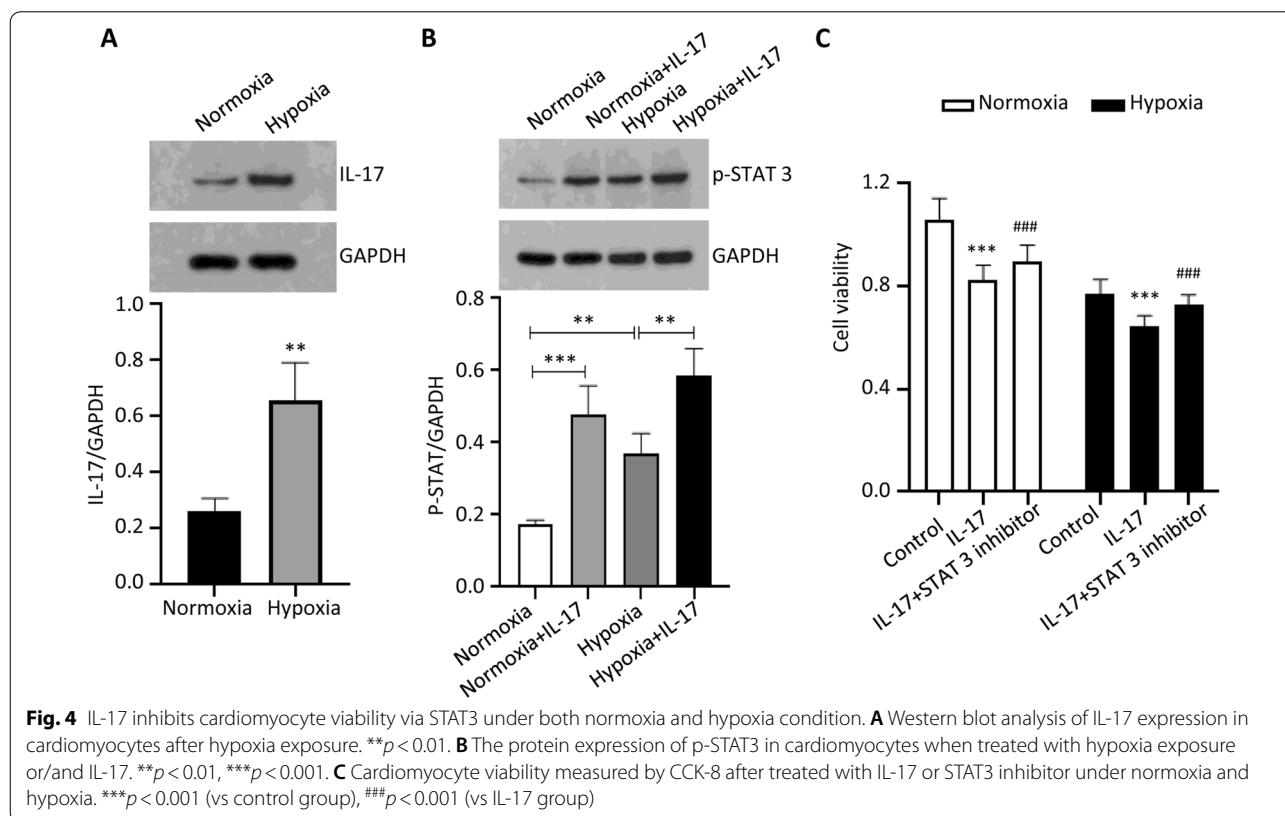 A
Normoxia
Hypoxia
IL-17
GAPDH
1.0
0.8
0.6
0.4
0.2
0.0
IL-17/GAPDH
**
Normoxia
Hypoxia
B
Normoxia
Normoxia+IL-17
Hypoxia
Hypoxia+IL-17
p-STAT 3
GAPDH
0.8
0.6
0.4
0.2
0.0
P-STAT/GAPDH
**
**
***
Normoxia
Normoxia+IL-17
Hypoxia
Hypoxia+IL-17
C
Normoxia
Hypoxia
1.2
0.8
0.4
0.0
Cell viability
***
###
***
###
Control
IL-17
IL-17+STAT 3 inhibitor
Control
IL-17
IL-17+STAT 3 inhibitor
Fig. 4 IL-17 inhibits cardiomyocyte viability via STAT3 under both normoxia and hypoxia condition. A Western blot analysis of IL-17 expression in
cardiomyocytes after hypoxia exposure. **p < 0.01. B The protein expression of p-STAT3 in cardiomyocytes when treated with hypoxia exposure
or/and IL-17. **p < 0.01, ***p < 0.001. C Cardiomyocyte viability measured by CCK-8 after treated with IL-17 or STAT3 inhibitor under normoxia and
hypoxia. ***p < 0.001 (vs control group), ###p < 0.001 (vs IL-17 group)